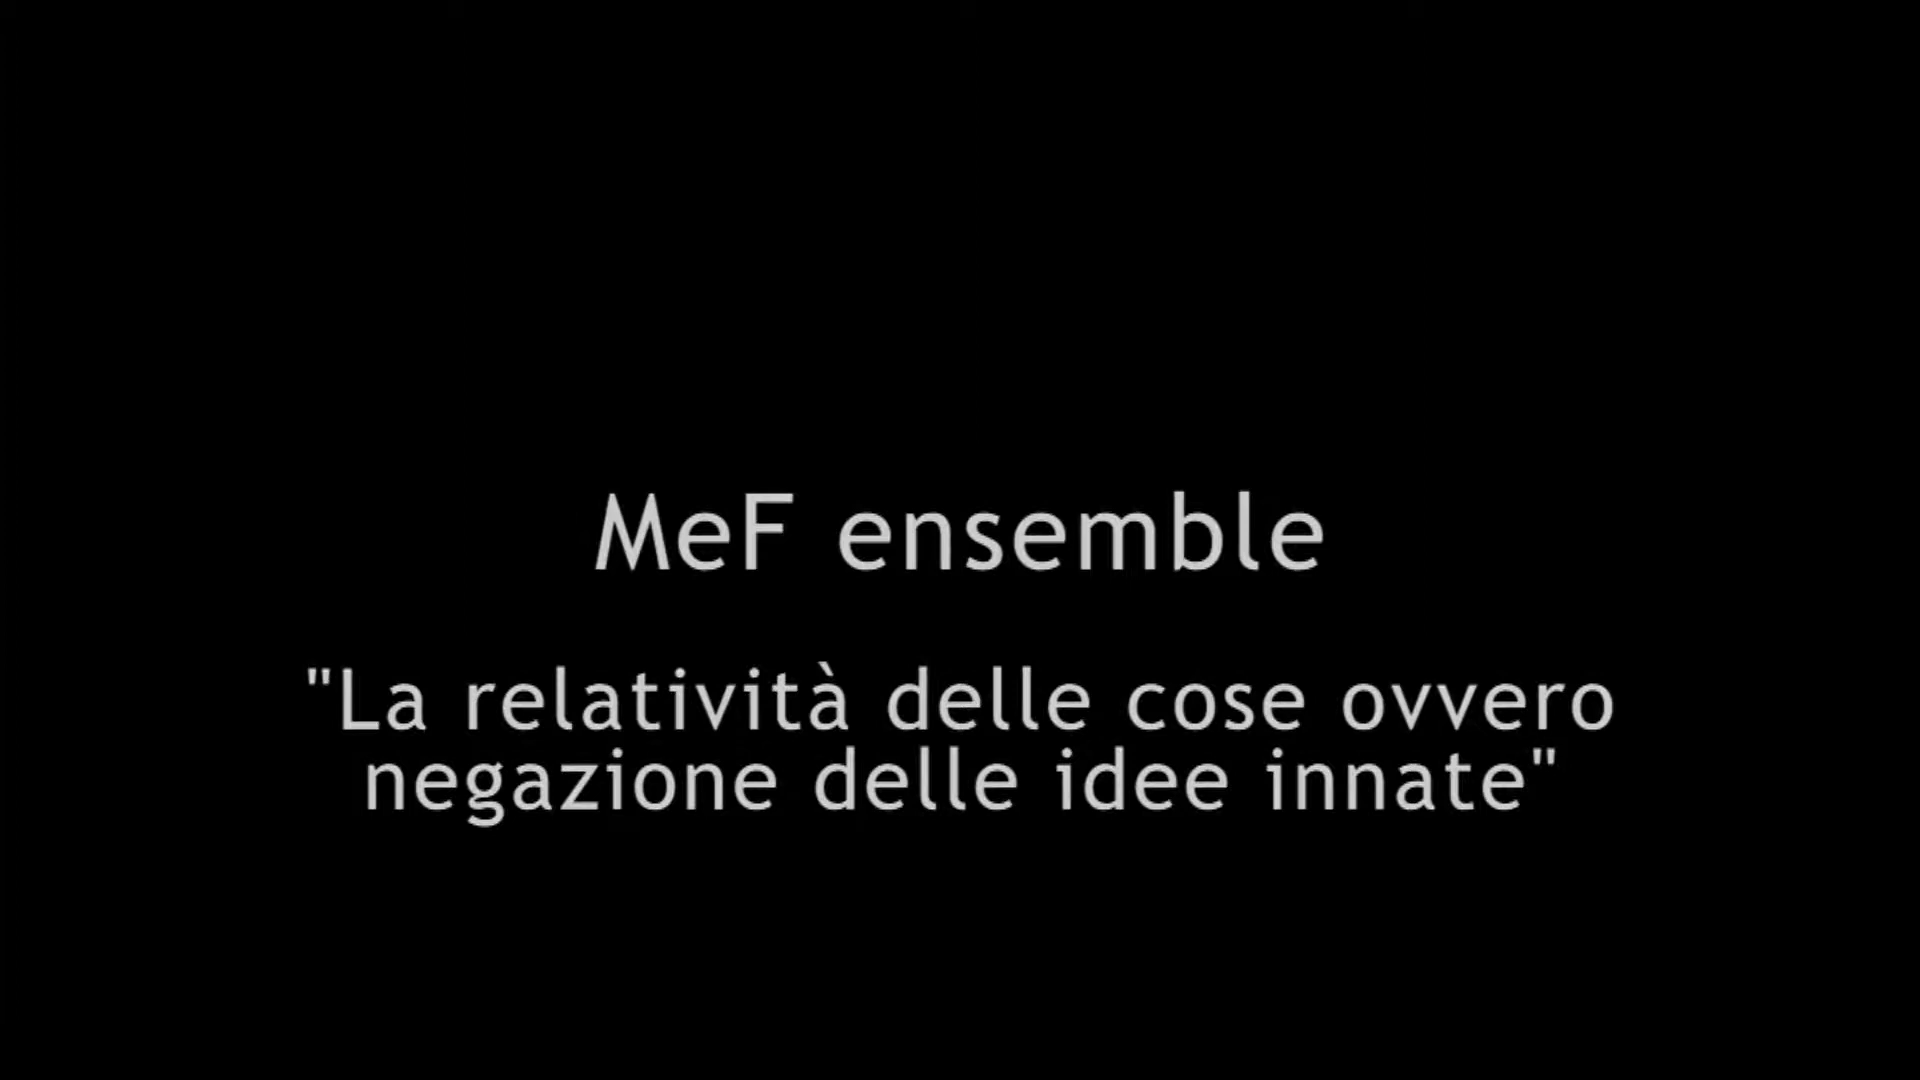 MeF ensemble
"La relatività delle cose ovvero
negazione delle idee innate"